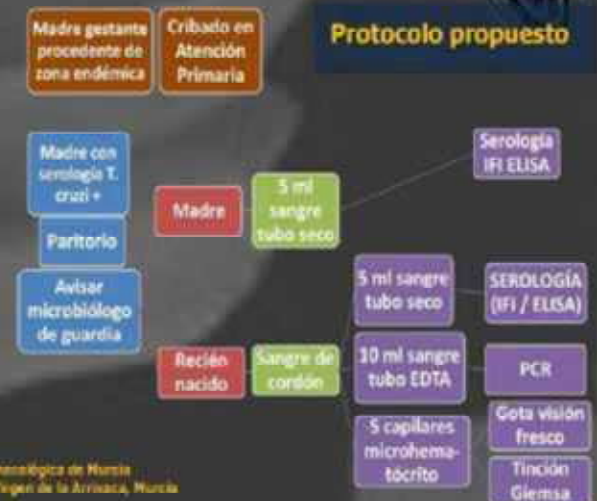 Madre gestante
procedente de
zona endémica
Cribado en
Atención
Primaria
Protocolo propuesto
Madre con
serología T.
cruzi +
Paritorio
Avisar
microbiólogo
de guardia
Madre
5 ml
sangre
tubo seco
Serología
IFI ELISA
Recién
nacido
Sangre de
cordón
5 ml sangre
tubo seco
SEROLOGÍA
(IFI / ELISA)
10 ml sangre
tubo EDTA
PCR
5 capilares
microhema-
tócrito
Gota visión
fresco
Tinción
Giemsa
de Murcia
de la Arrixaca, Murcia